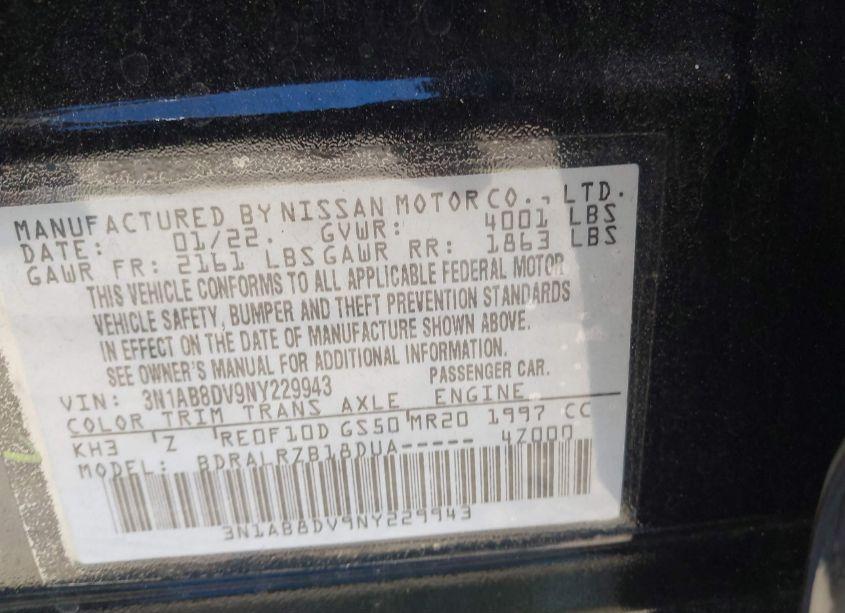 MANUFACTURED BY NISSAN MOTOR CO., LTD.
DATE: 01/22. GVWR: 4001 LBS
GAWR FR: 2161 LBS GAWR RR: 1863 LBS
THIS VEHICLE CONFORMS TO ALL APPLICABLE FEDERAL MOTOR
VEHICLE SAFETY, BUMPER AND THEFT PREVENTION STANDARDS
IN EFFECT ON THE DATE OF MANUFACTURE SHOWN ABOVE.
SEE OWNER'S MANUAL FOR ADDITIONAL INFORMATION.
VIN: 3N1AB8DV9NY229943 PASSENGER CAR.
COLOR TRIM TRANS AXLE ENGINE
KH3 Z RE0F10D GS50 MR20 1997 CC
MODEL: BDRALRZB18DUA----- 4Z000
3N1AB8DV9NY229943